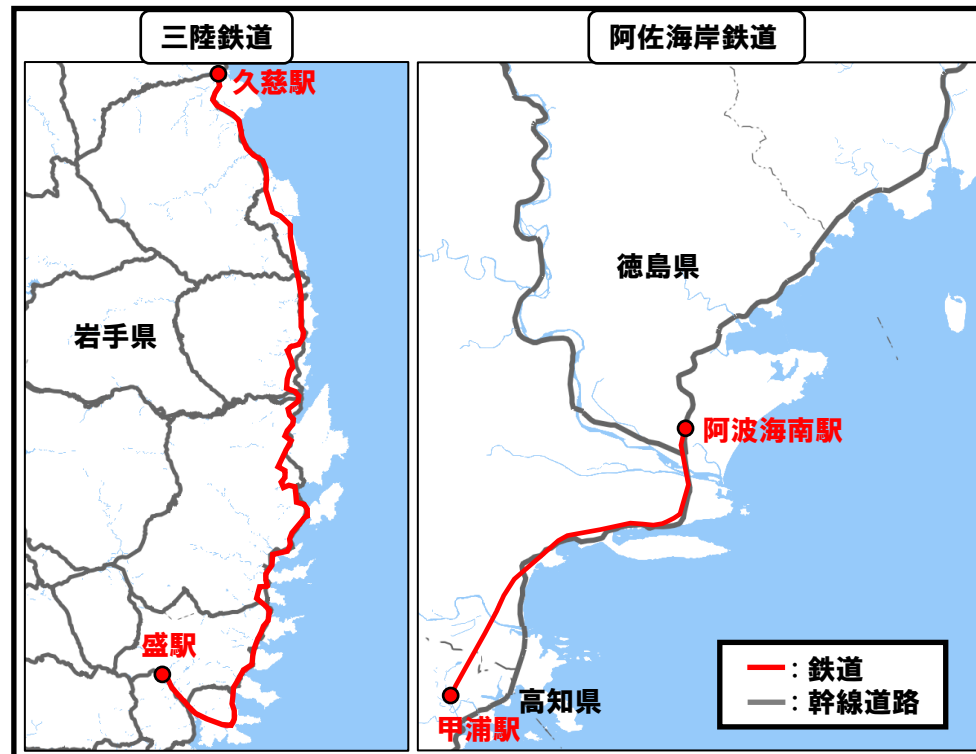 三陸鉄道
久慈駅
岩手県
盛駅
阿佐海岸鉄道
徳島県
阿波海南駅
高知県
甲浦駅
：鉄道
：幹線道路